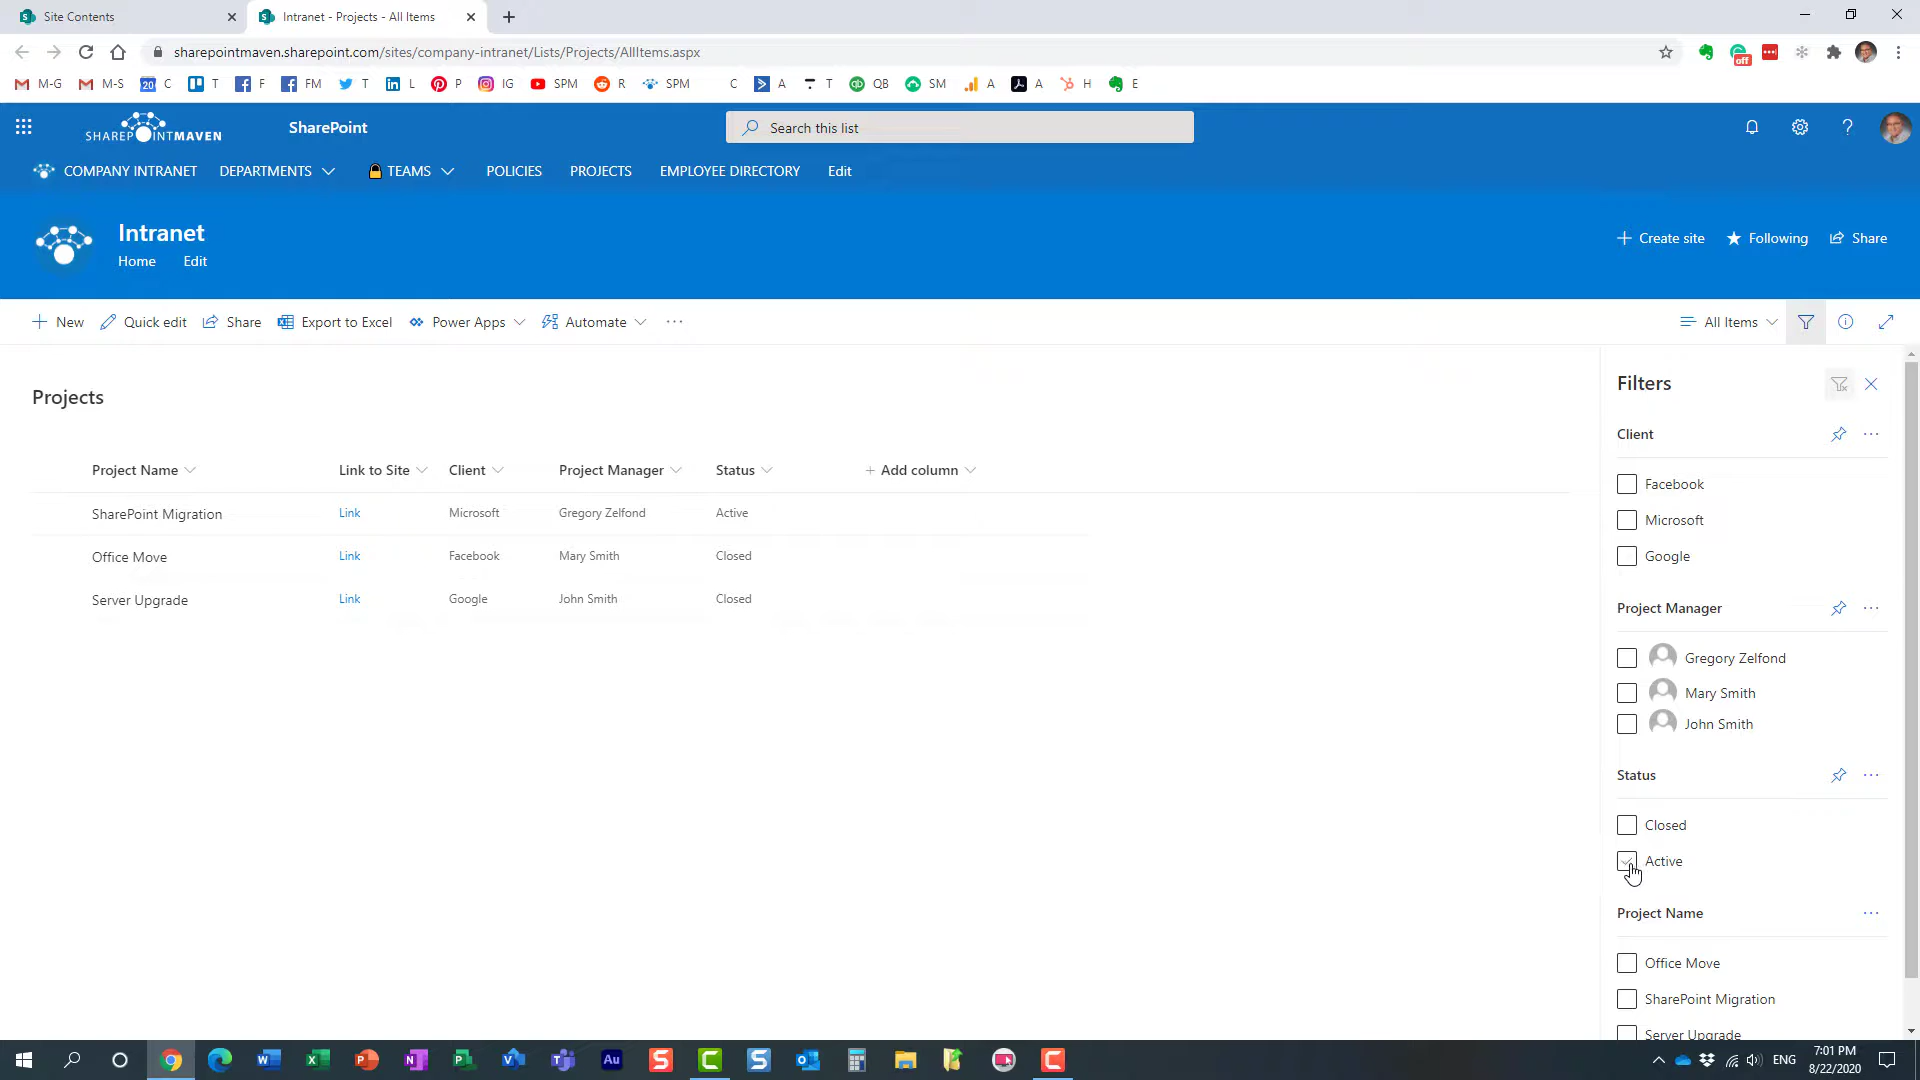 Site Contents
Intranet - Projects - All Items
sharepointmaven.sharepoint.com/sites/company-intranet/Lists/Projects/AllItems.aspx
off
M-G M-S 20 C T F FM T L P IG SPM R SPM C A T QB SM A A H E
SHAREPOINTMAVEN SharePoint Search this list
COMPANY INTRANET DEPARTMENTS TEAMS POLICIES PROJECTS EMPLOYEE DIRECTORY Edit
Intranet
Home Edit
Create site Following Share
New Quick edit Share Export to Excel Power Apps Automate ... All Items
Projects
Project Name Link to Site Client Project Manager Status + Add column
SharePoint Migration Link Microsoft Gregory Zelfond Active
Office Move Link Facebook Mary Smith Closed
Server Upgrade Link Google John Smith Closed
Filters
Client
Facebook
Microsoft
Google
Project Manager
Gregory Zelfond
Mary Smith
John Smith
Status
Closed
Active
Project Name
Office Move
SharePoint Migration
Server Upgrade
Au
ENG
7:01 PM
8/22/2020